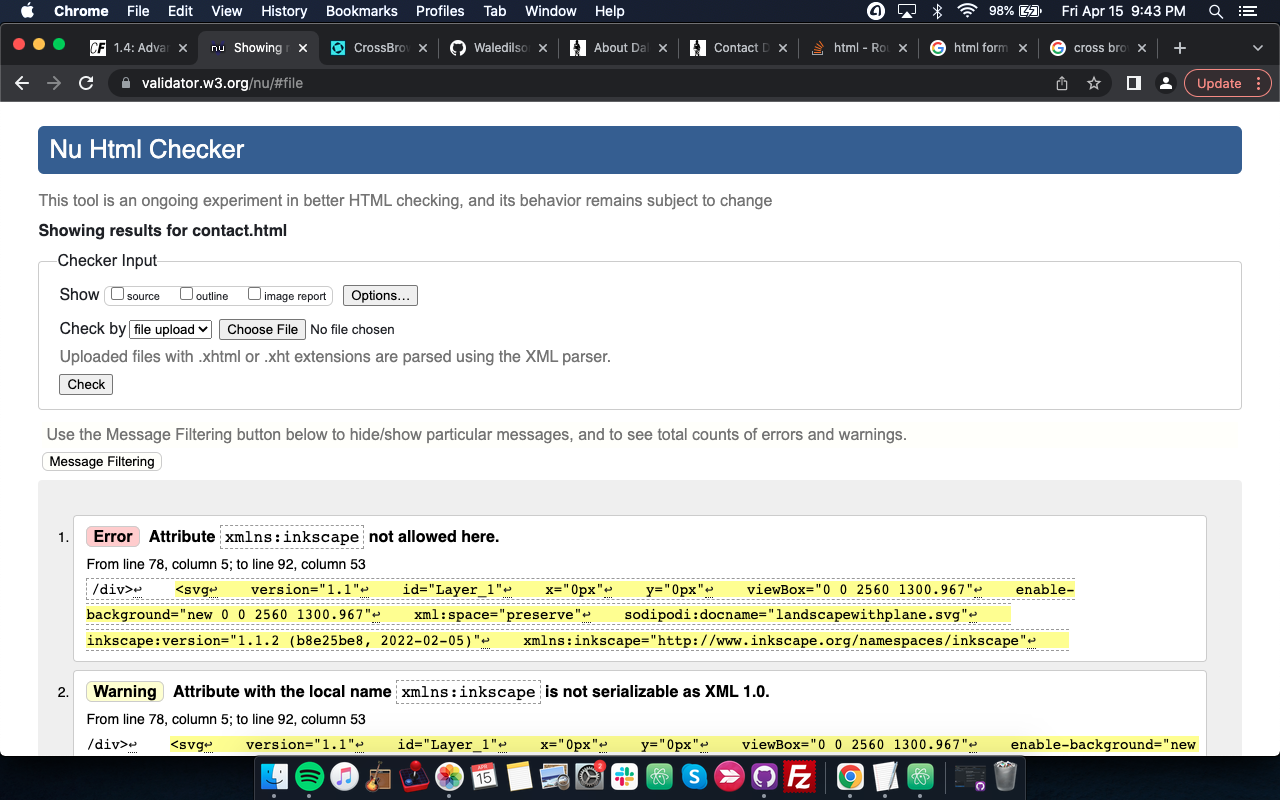 Chrome File Edit View History Bookmarks Profiles Tab Window Help 98% Fri Apr 15 9:43 PM
CF 1.4: Adva nu Showing r CrossBro Waledilso About Dal Contact D html - Ro html form cross bro
validator.w3.org/nu/#file Update
Nu Html Checker
This tool is an ongoing experiment in better HTML checking, and its behavior remains subject to change
Showing results for contact.html
Checker Input
Show source outline image report Options...
Check by file upload Choose File No file chosen
Uploaded files with .xhtml or .xht extensions are parsed using the XML parser.
Check
Use the Message Filtering button below to hide/show particular messages, and to see total counts of errors and warnings.
Message Filtering
1. Error Attribute xmlns:inkscape not allowed here.
From line 78, column 5; to line 92, column 53
/div>↩ <svg↩ version="1.1"↩ id="Layer_1"↩ x="0px"↩ y="0px"↩ viewBox="0 0 2560 1300.967"↩ enable-
background="new 0 0 2560 1300.967"↩ xml:space="preserve"↩ sodipodi:docname="landscapewithplane.svg"↩
inkscape:version="1.1.2 (b8e25be8, 2022-02-05)"↩ xmlns:inkscape="http://www.inkscape.org/namespaces/inkscape"↩
2. Warning Attribute with the local name xmlns:inkscape is not serializable as XML 1.0.
From line 78, column 5; to line 92, column 53
/div>↩ <svg↩ version="1.1"↩ id="Layer_1"↩ x="0px"↩ y="0px"↩ viewBox="0 0 2560 1300.967"↩ enable-background="new
APR 15 2 S Fz